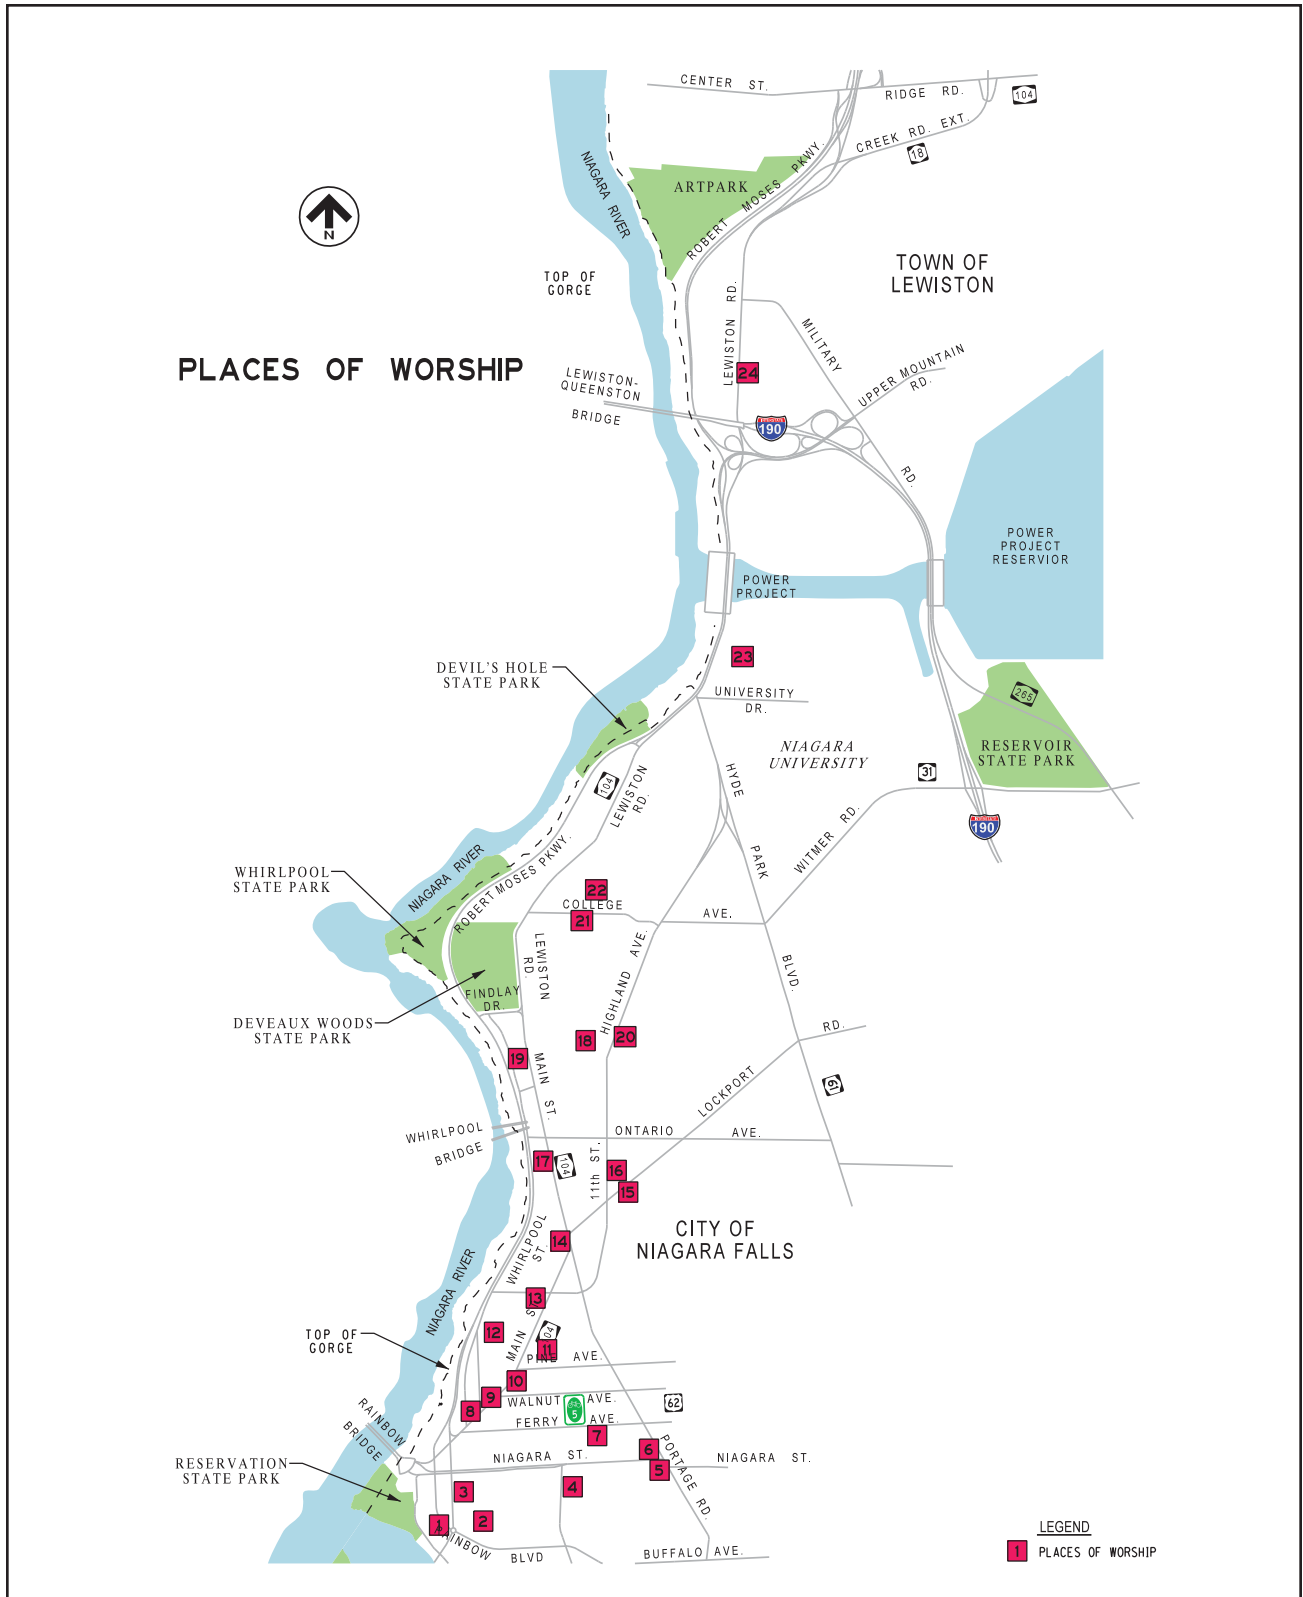 CENTER ST.
RIDGE RD.
104
CREEK RD. EXT.
18
NIAGARA RIVER
ARTPARK
ROBERT MOSES PKWY.
N
TOWN OF
LEWISTON
TOP OF
GORGE
LEWISTON RD.
MILITARY
RD.
PLACES OF WORSHIP
24
UPPER MOUNTAIN
RD.
LEWISTON-
QUEENSTON
BRIDGE
190
POWER
PROJECT
RESERVIOR
POWER
PROJECT
23
DEVIL'S HOLE
STATE PARK
UNIVERSITY
DR.
265
NIAGARA
UNIVERSITY
RESERVOIR
STATE PARK
31
104
LEWISTON
RD.
HYDE
PARK
BLVD.
WITMER RD.
190
NIAGARA RIVER
ROBERT MOSES PKWY.
WHIRLPOOL
STATE PARK
22
COLLEGE
AVE.
21
LEWISTON
RD.
HIGHLAND AVE.
FINDLAY
DR.
DEVEAUX WOODS
STATE PARK
18
20
RD.
19
MAIN ST.
LOCKPORT
61
WHIRLPOOL
BRIDGE
ONTARIO AVE.
17
104
11th ST.
16
15
CITY OF
NIAGARA FALLS
WHIRLPOOL
ST.
14
NIAGARA RIVER
13
MAIN S
12
04
11
TOP OF
GORGE
PINE AVE.
10
9
WALNUT AVE.
5
62
8
FERRY AVE.
7
RAINBOW
BRIDGE
6
PORTAGE RD.
NIAGARA ST.
NIAGARA ST.
5
RESERVATION
STATE PARK
4
3
2
1
RAINBOW
BLVD
BUFFALO AVE.
LEGEND
1 PLACES OF WORSHIP